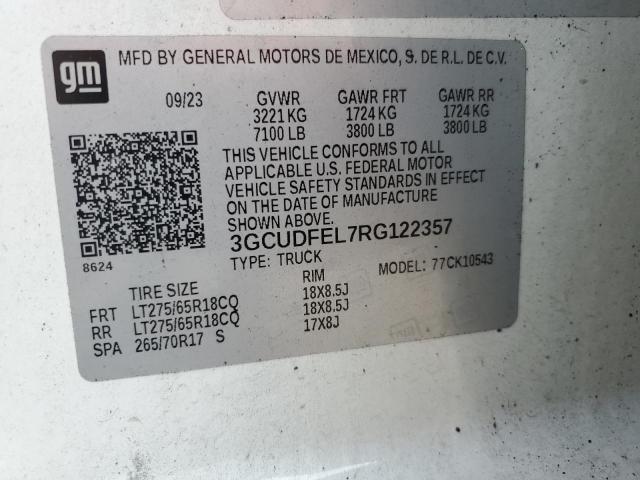 gm
MFD BY GENERAL MOTORS DE MEXICO, S. DE R.L. DE C.V.
09/23 GVWR GAWR FRT GAWR RR
3221 KG 1724 KG 1724 KG
7100 LB 3800 LB 3800 LB
THIS VEHICLE CONFORMS TO ALL
APPLICABLE U.S. FEDERAL MOTOR
VEHICLE SAFETY STANDARDS IN EFFECT
ON THE DATE OF MANUFACTURE
3GCUDFEL7RG122357
8624 TYPE: TRUCK MODEL: 77CK10543
TIRE SIZE RIM
FRT LT275/65R18CQ 18X8.5J
RR LT275/65R18CQ 18X8.5J
SPA 265/70R17 S 17X8J